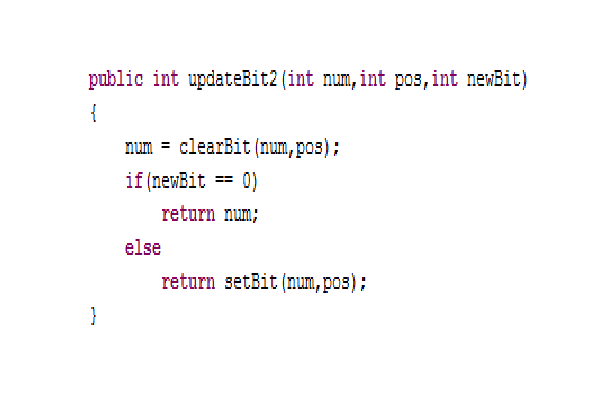 public int updateBit2(int num,int pos,int newBit)
{
num = clearBit(num,pos);
if(newBit == 0)
return num;
else
return setBit(num,pos);
}